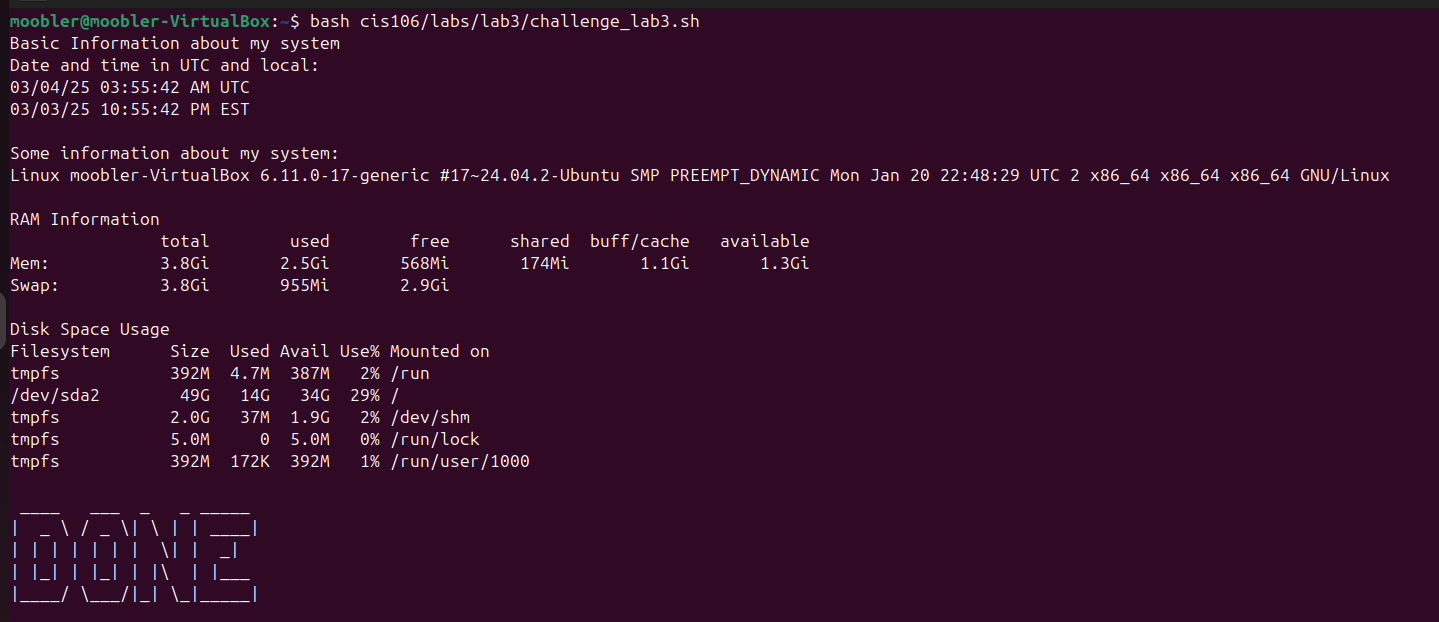 moobler@moobler-VirtualBox:~$ bash cis106/labs/lab3/challenge_lab3.sh
Basic Information about my system
Date and time in UTC and local:
03/04/25 03:55:42 AM UTC
03/03/25 10:55:42 PM EST

Some information about my system:
Linux moobler-VirtualBox 6.11.0-17-generic #17~24.04.2-Ubuntu SMP PREEMPT_DYNAMIC Mon Jan 20 22:48:29 UTC 2 x86_64 x86_64 x86_64 GNU/Linux

RAM Information
               total        used        free      shared  buff/cache   available
Mem:           3.8Gi       2.5Gi       568Mi       174Mi       1.1Gi       1.3Gi
Swap:          3.8Gi       955Mi       2.9Gi

Disk Space Usage
Filesystem      Size  Used Avail Use% Mounted on
tmpfs           392M  4.7M  387M   2% /run
/dev/sda2        49G   14G   34G  29% /
tmpfs           2.0G   37M  1.9G   2% /dev/shm
tmpfs           5.0M     0  5.0M   0% /run/lock
tmpfs           392M  172K  392M   1% /run/user/1000

DONE